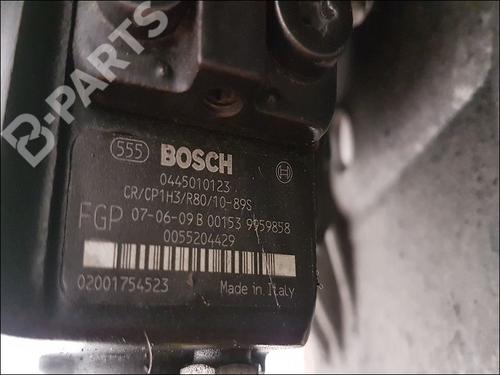 B-PARTS
555 BOSCH
0445010123
CR/CP1H3/R80/10-89S
FGP 07-06-09 B 00153 9959858
0055204429
02001754523 Made in Italy